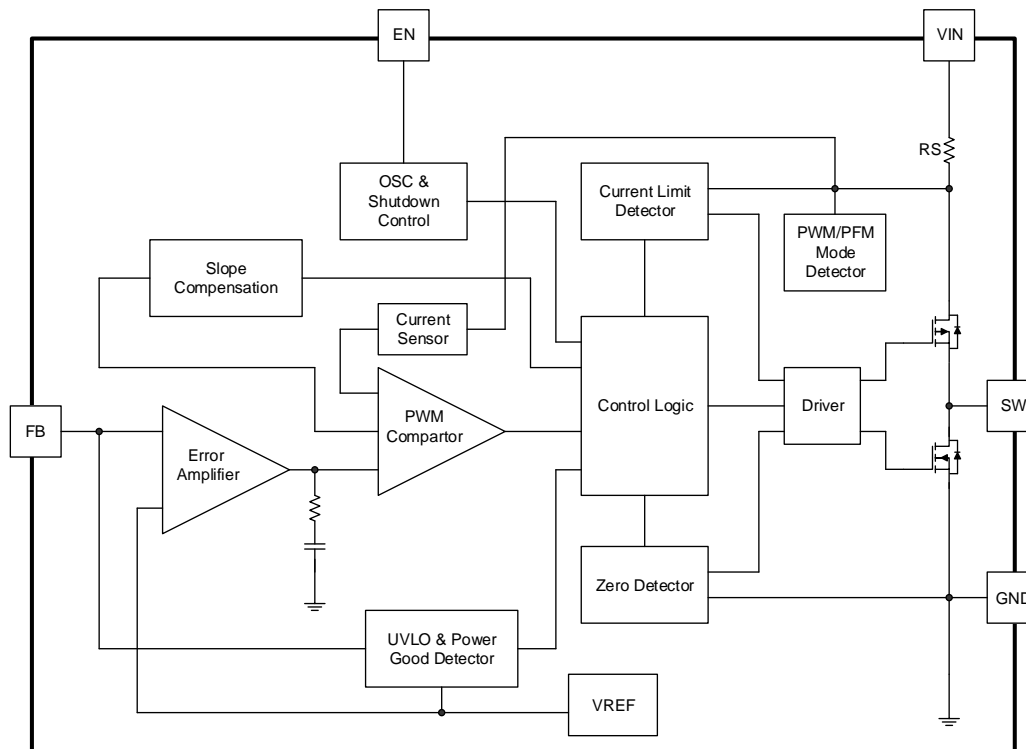 EN
VIN
RS
OSC &
Shutdown
Control
Current Limit
Detector
PWM/PFM
Mode
Detector
Slope
Compensation
Current
Sensor
PWM
Compartor
Control Logic
Driver
SW
FB
Error
Amplifier
Zero Detector
GND
UVLO & Power
Good Detector
VREF